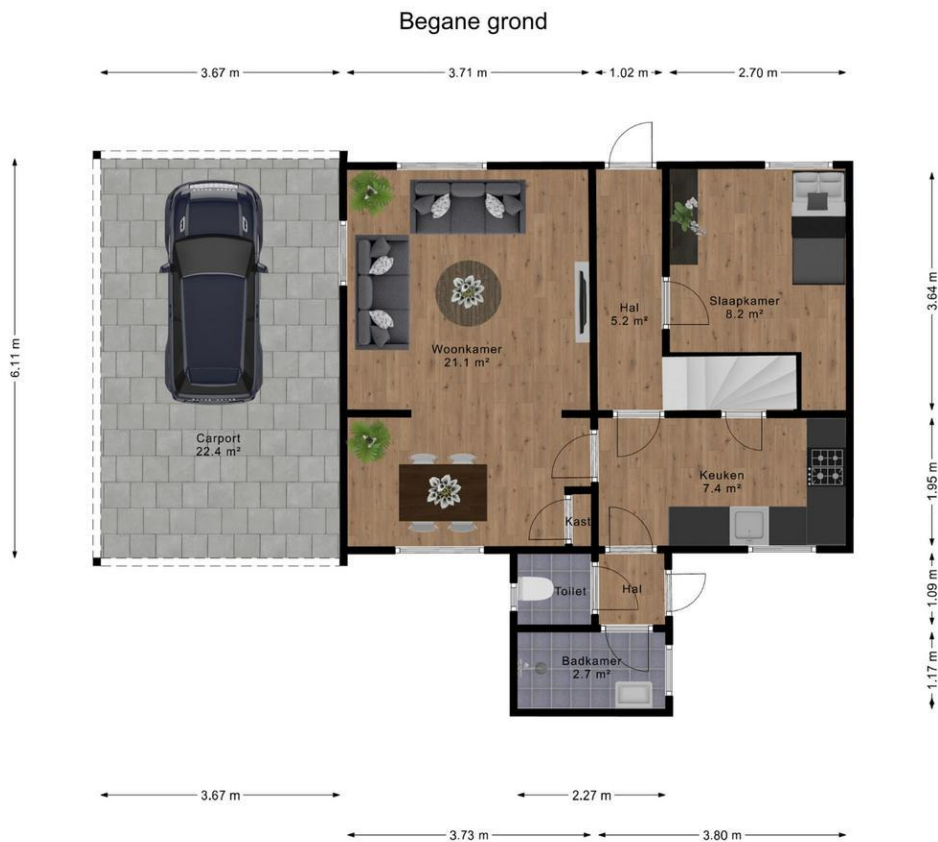 Begane grond
3.67 m
3.71 m
1.02 m
2.70 m
6.11 m
3.64 m
Hal
5.2 m²
Slaapkamer
8.2 m²
Woonkamer
21.1 m²
Carport
22.4 m²
Keuken
7.4 m²
1.95 m
Kast
Toilet
Hal
1.09 m
Badkamer
2.7 m²
1.17 m
3.67 m
2.27 m
3.73 m
3.80 m